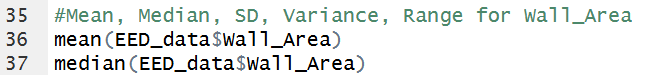 35 #Mean, Median, SD, Variance, Range for Wall_Area
36 mean(EED_data$Wall_Area)
37 median(EED_data$Wall_Area)